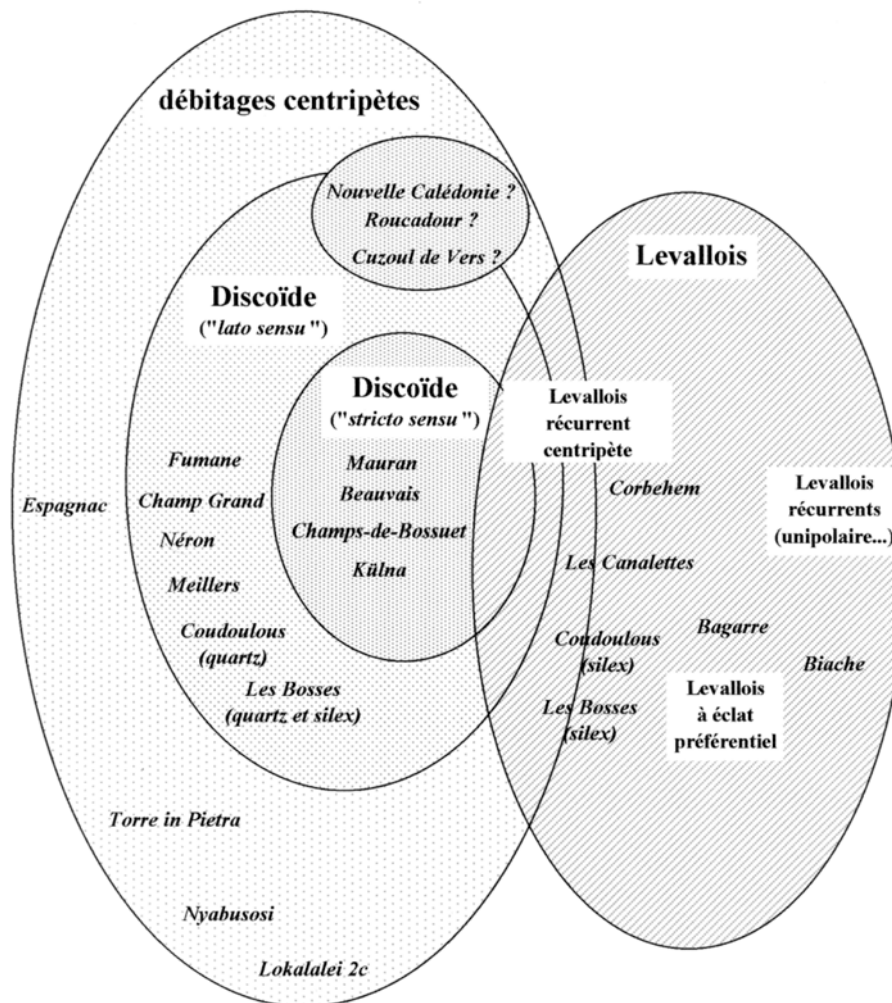 débitages centripètes
Nouvelle Calédonie ?
Roucadour ?
Cuzoul de Vers ?
Levallois
Discoïde
("lato sensu")
Discoïde
("stricto sensu")
Levallois
récurrent
centripète
Fumane
Champ Grand
Néron
Meillers
Coudoulous
(quartz)
Les Bosses
(quartz et silex)
Mauran
Beauvais
Champs-de-Bossuet
Külna
Espagnac
Corbehem
Levallois
récurrents
(unipolaire...)
Les Canalettes
Bagarre
Coudoulous
(silex)
Biache
Les Bosses
(silex)
Levallois
à éclat
préférentiel
Torre in Pietra
Nyabusosi
Lokalalei 2c